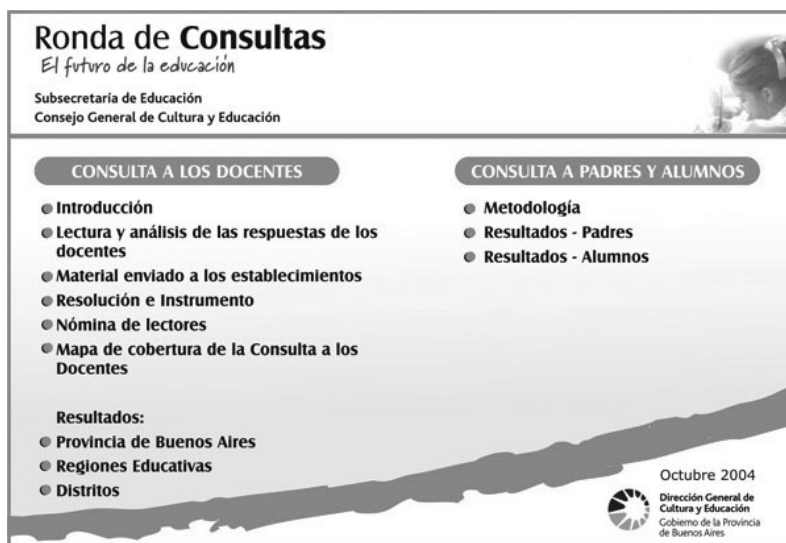 Ronda de Consultas
El futuro de la educación
Subsecretaría de Educación
Consejo General de Cultura y Educación
CONSULTA A LOS DOCENTES
Introducción
Lectura y análisis de las respuestas de los
docentes
Material enviado a los establecimientos
Resolución e Instrumento
Nómina de lectores
Mapa de cobertura de la Consulta a los
Docentes
Resultados:
Provincia de Buenos Aires
Regiones Educativas
Distritos
CONSULTA A PADRES Y ALUMNOS
Metodología
Resultados - Padres
Resultados - Alumnos
Octubre 2004
Dirección General de
Cultura y Educación
Gobierno de la Provincia
de Buenos Aires